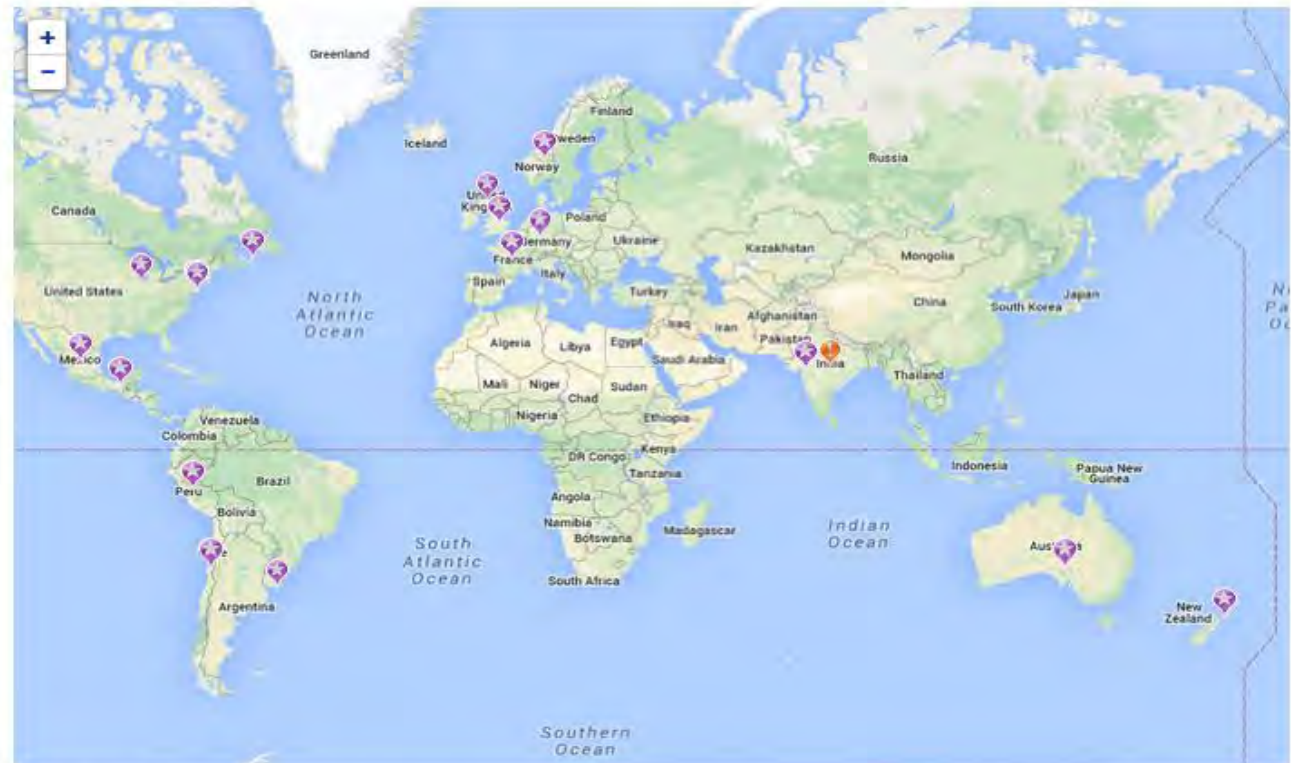 +
−
Greenland
Finland
Iceland
Sweden
Norway
Russia
Canada
United
Kingdom
Poland
Germany
Ukraine
Kazakhstan
Mongolia
France
Italy
United States
Spain
Turkey
North
Atlantic
Ocean
China
South Korea
Japan
Afghanistan
Iraq
Iran
Algeria
Libya
Egypt
Pakistan
Mexico
Saudi Arabia
India
Thailand
Mali
Niger
Chad
Sudan
Venezuela
Nigeria
Ethiopia
Colombia
Kenya
DR Congo
Indonesia
Papua New
Guinea
Tanzania
Peru
Brazil
Bolivia
Angola
Namibia
Botswana
Madagascar
Indian
Ocean
South
Atlantic
Ocean
South Africa
Argentina
New
Zealand
Southern
Ocean